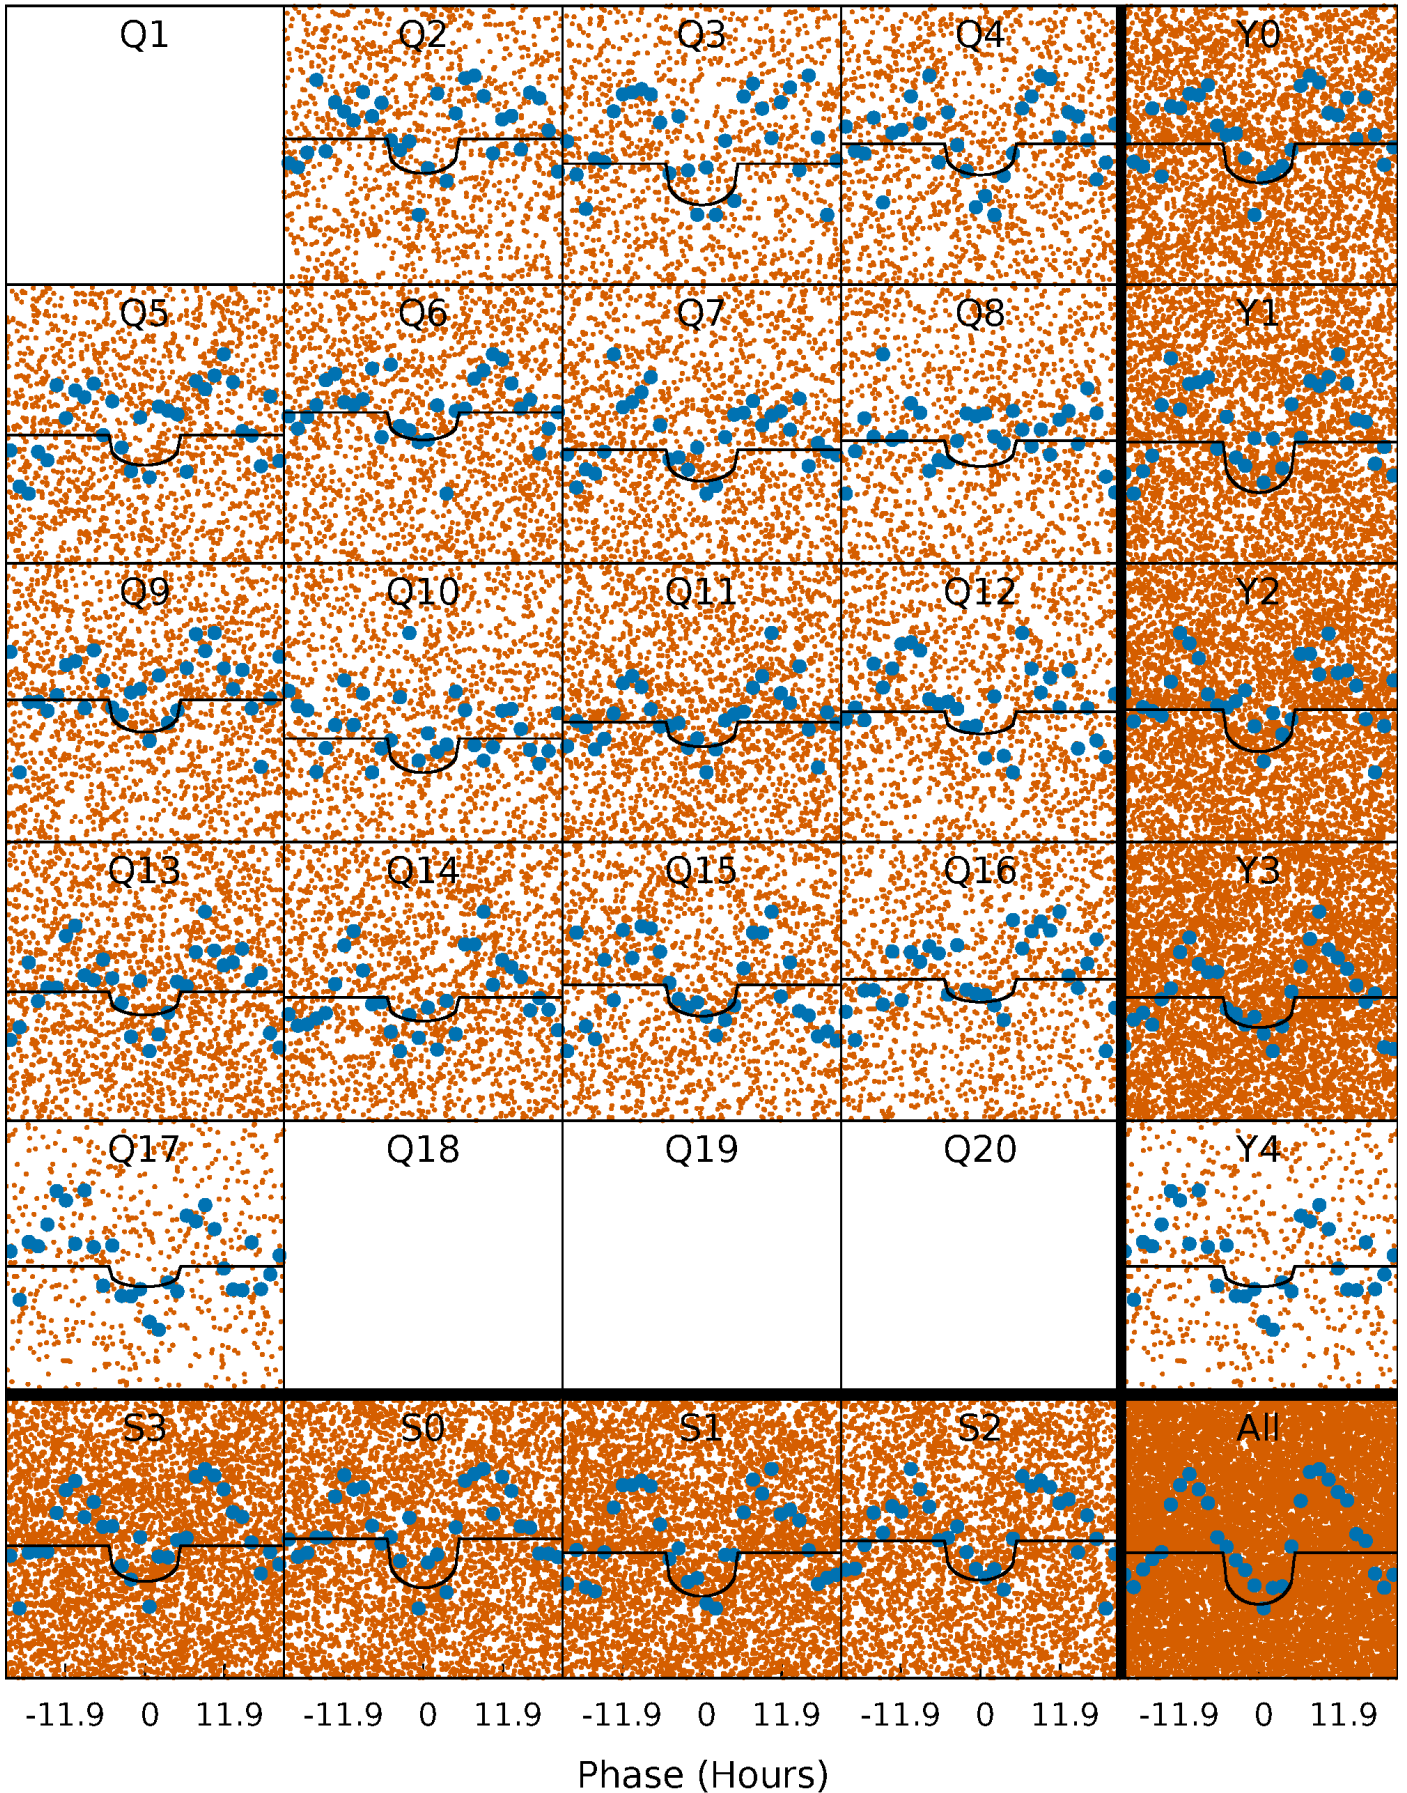 Q1 Q2 Q3 Q4 Y0
Q5 Q6 Q7 Q8 Y1
Q9 Q10 Q11 Q12 Y2
Q13 Q14 Q15 Q16 Y3
Q17 Q18 Q19 Q20 Y4
S3 S0 S1 S2 All
-11.9 0 11.9 -11.9 0 11.9 -11.9 0 11.9 -11.9 0 11.9 -11.9 0 11.9
Phase (Hours)